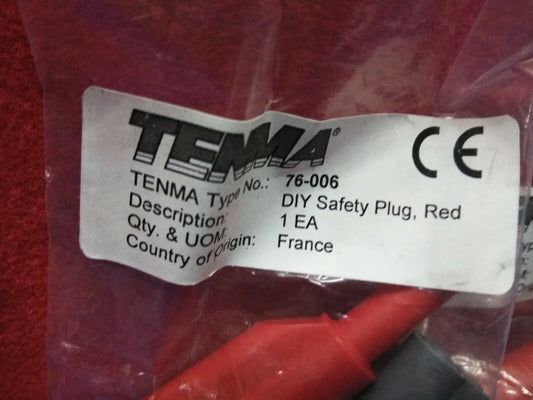 TENMA®
CE
TENMA Type No.: 76-006
Description: DIY Safety Plug, Red
Qty. & UOM: 1 EA
Country of Origin: France